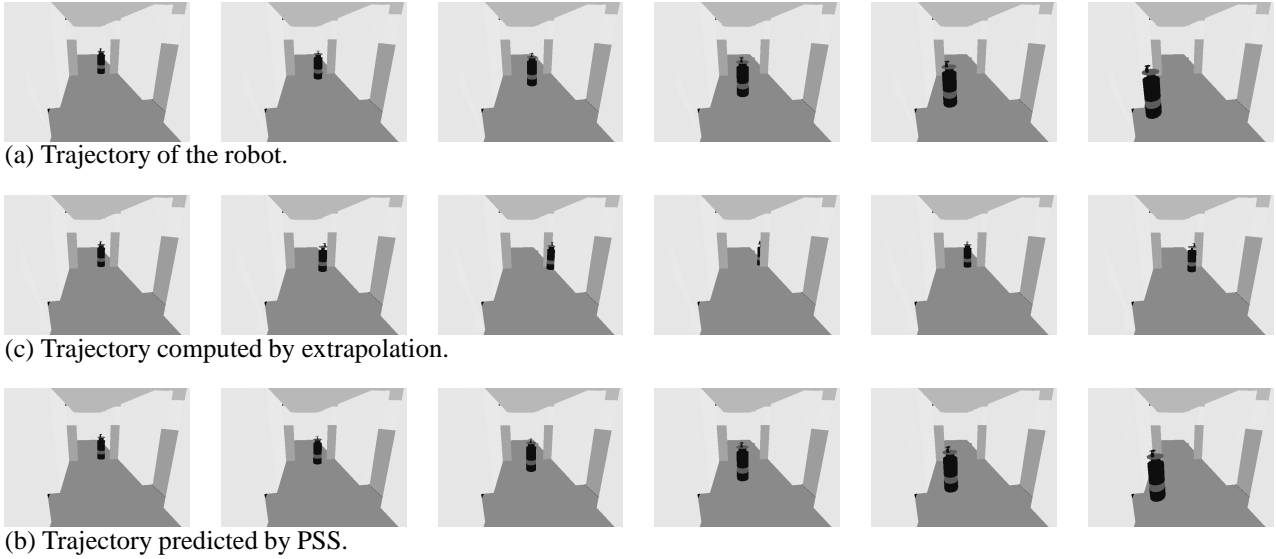 (a) Trajectory of the robot.
(c) Trajectory computed by extrapolation.
(b) Trajectory predicted by PSS.